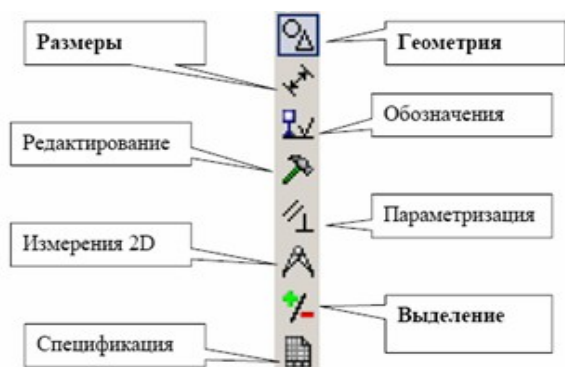 Размеры
Геометрия
Обозначения
Редактирование
Параметризация
Измерения 2D
Выделение
Спецификация